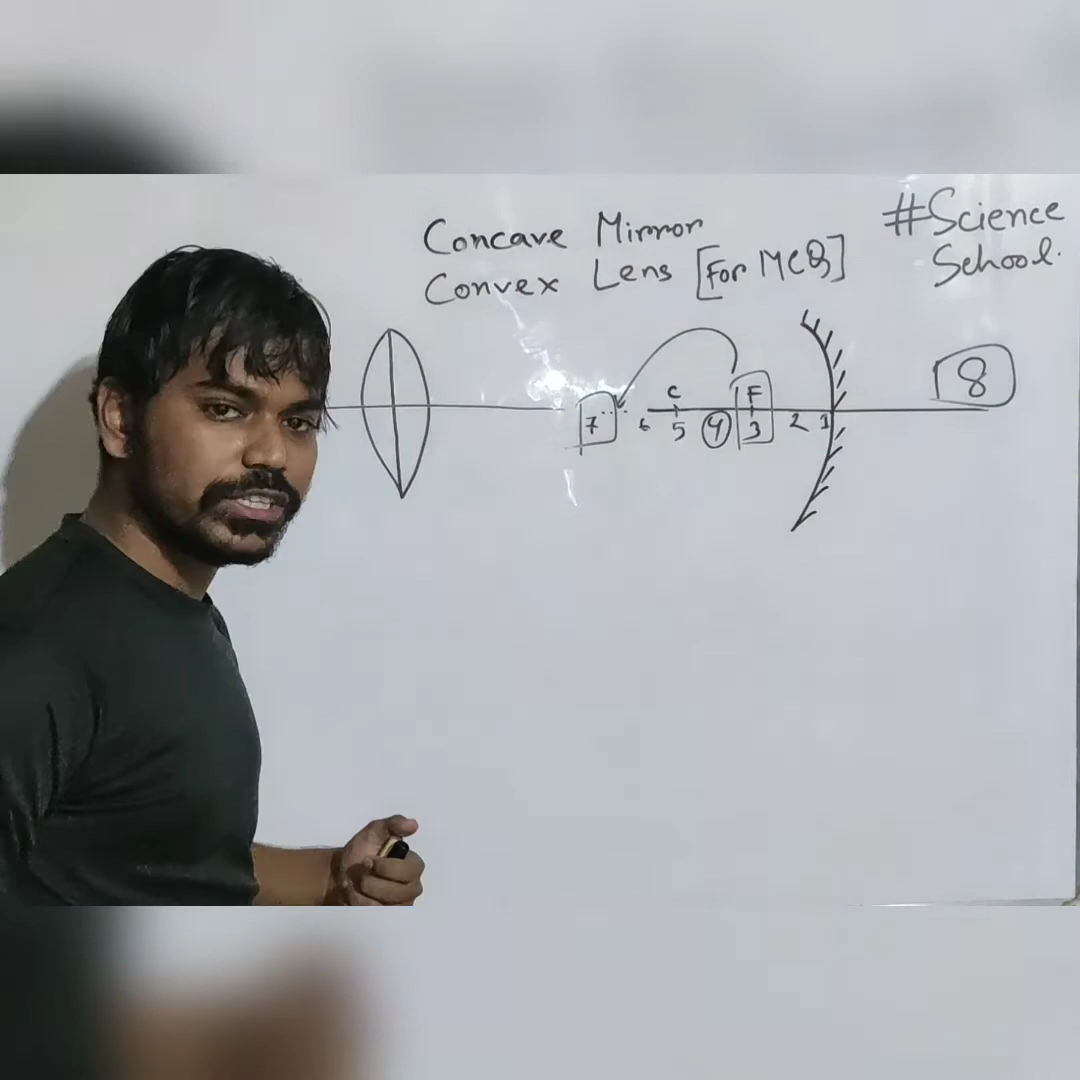 Concave Mirror
Convex Lens [For MCQ]
#Science
School.
8
C F
7 6 5 4 3 2 1